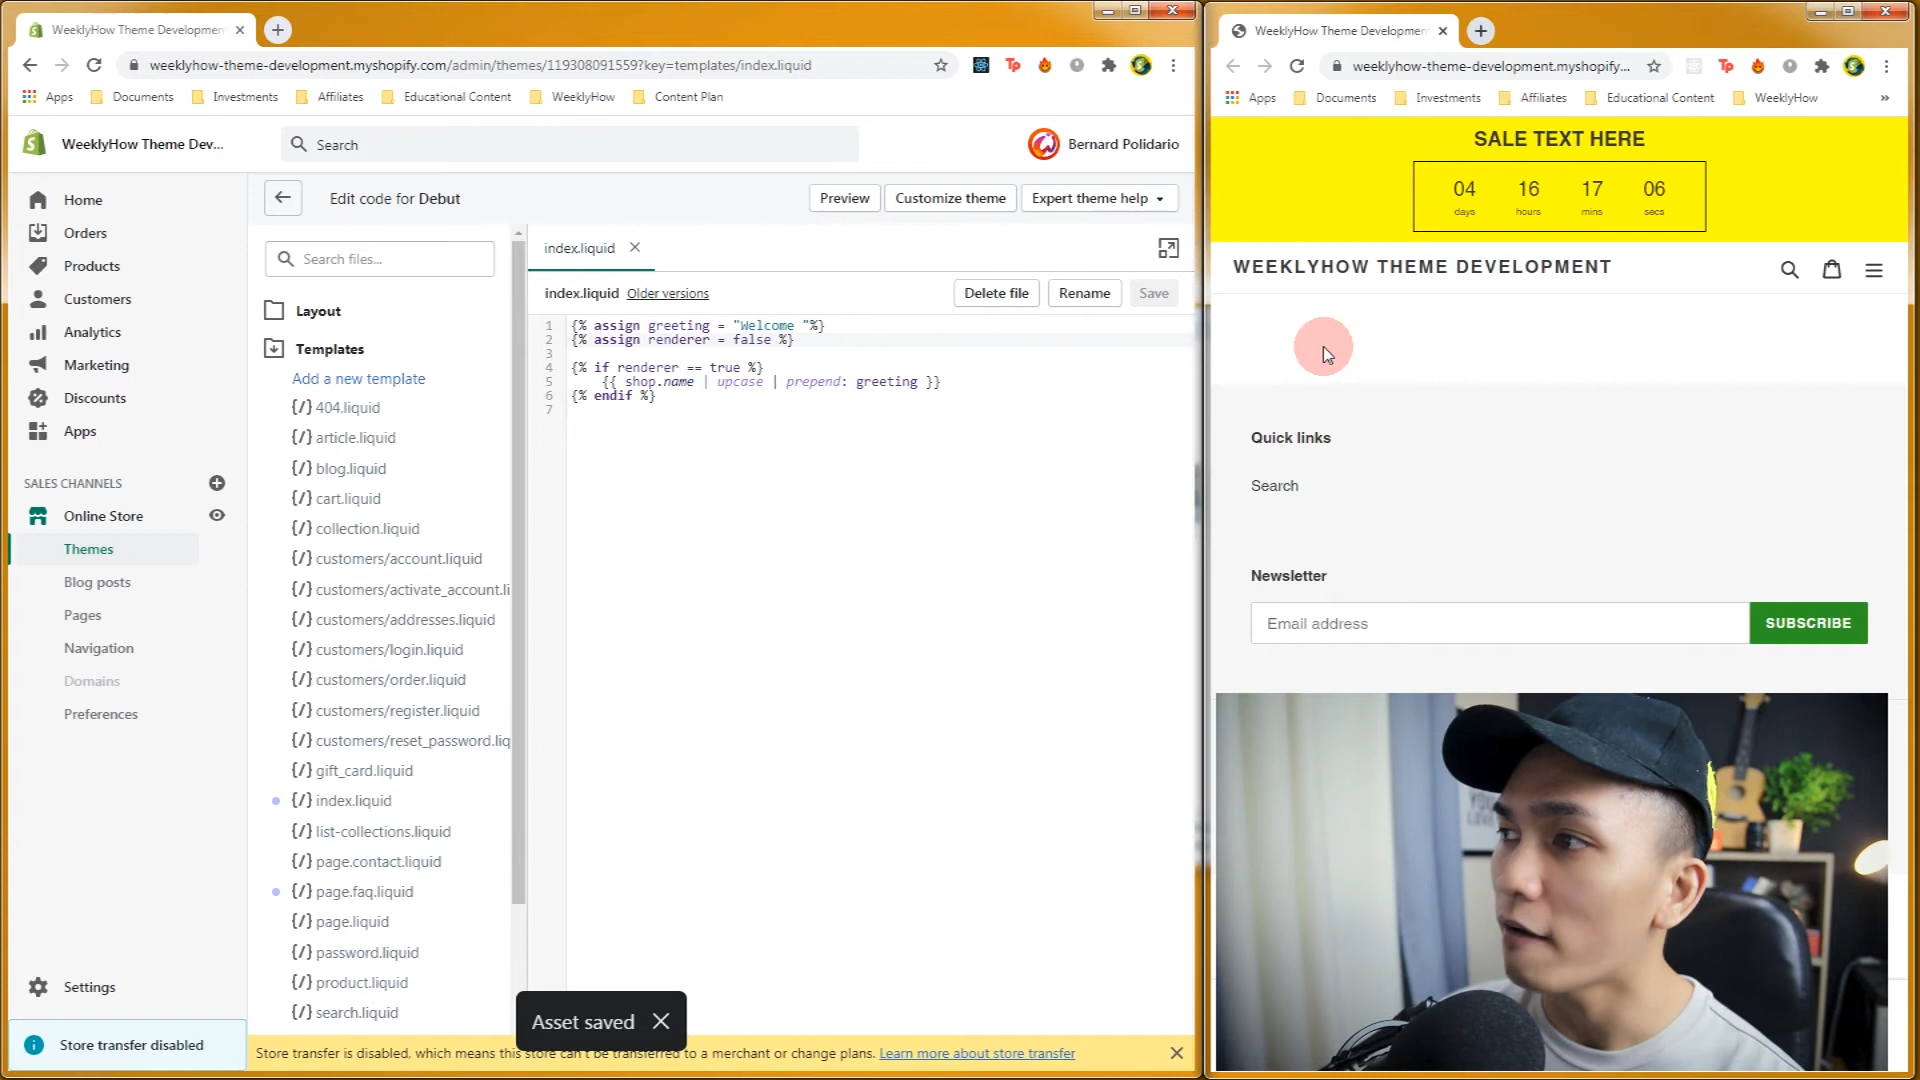 WeeklyHow Theme Development
weeklyhow-theme-development.myshopify.com/admin/themes/119308091559?key=templates/index.liquid
Apps Documents Investments Affiliates Educational Content WeeklyHow Content Plan
WeeklyHow Theme Dev...
Search
Bernard Polidario
Home
Orders
Products
Customers
Analytics
Marketing
Discounts
Apps
SALES CHANNELS
Online Store
Themes
Blog posts
Pages
Navigation
Domains
Preferences
Settings
Store transfer disabled
Edit code for Debut
Preview
Customize theme
Expert theme help
Search files...
Layout
Templates
Add a new template
{/} 404.liquid
{/} article.liquid
{/} blog.liquid
{/} cart.liquid
{/} collection.liquid
{/} customers/account.liquid
{/} customers/activate_account.li
{/} customers/addresses.liquid
{/} customers/login.liquid
{/} customers/order.liquid
{/} customers/register.liquid
{/} customers/reset_password.liq
{/} gift_card.liquid
{/} index.liquid
{/} list-collections.liquid
{/} page.contact.liquid
{/} page.faq.liquid
{/} page.liquid
{/} password.liquid
{/} product.liquid
{/} search.liquid
index.liquid
index.liquid Older versions
Delete file
Rename
Save
1 {% assign greeting = "Welcome "%}
2 {% assign renderer = false %}
3
4 {% if renderer == true %}
5 {{ shop.name | upcase | prepend: greeting }}
6 {% endif %}
7
Asset saved
Store transfer is disabled, which means this store can't be transferred to a merchant or change plans. Learn more about store transfer
WeeklyHow Theme Development
weeklyhow-theme-development.myshopify...
Apps Documents Investments Affiliates Educational Content WeeklyHow »
SALE TEXT HERE
04 16 17 06
days hours mins secs
WEEKLYHOW THEME DEVELOPMENT
Quick links
Search
Newsletter
Email address
SUBSCRIBE